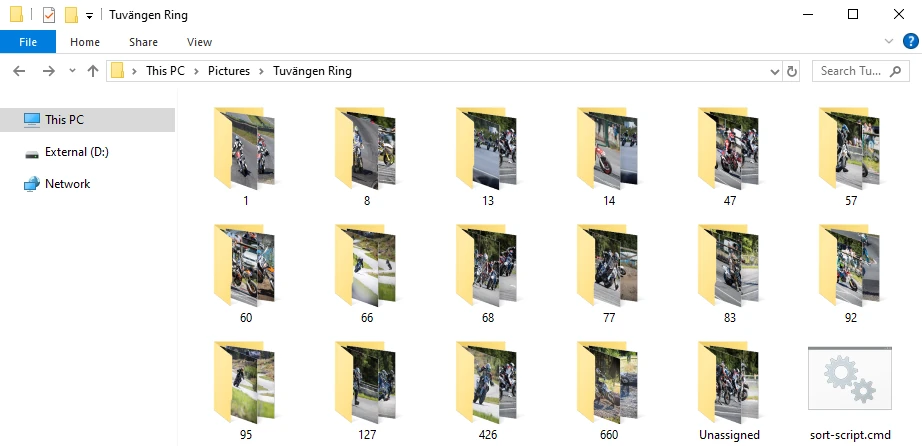 Tuvängen Ring
File Home Share View
This PC Pictures Tuvängen Ring
Search Tu...
This PC
External (D:)
Network
1 8 13 14 47 57
60 66 68 77 83 92
95 127 426 660 Unassigned sort-script.cmd